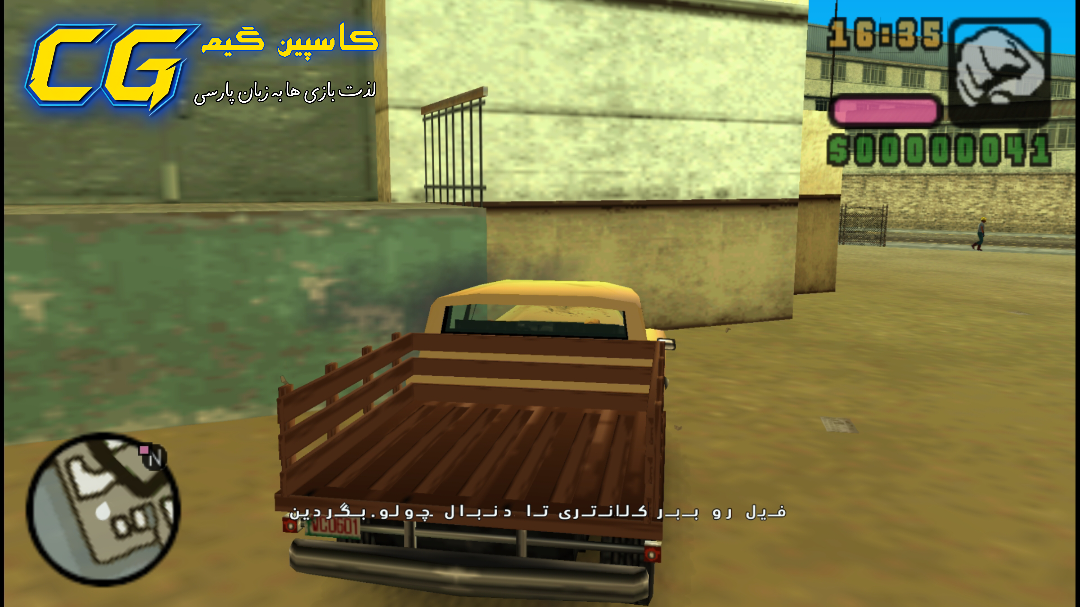 CG
کاسپین گیم
لذت بازی ها به زبان پارسی
16:35
$00000041
فیل رو ببر کلانتری تا دنبال چولو.بگردین
VC0601
N